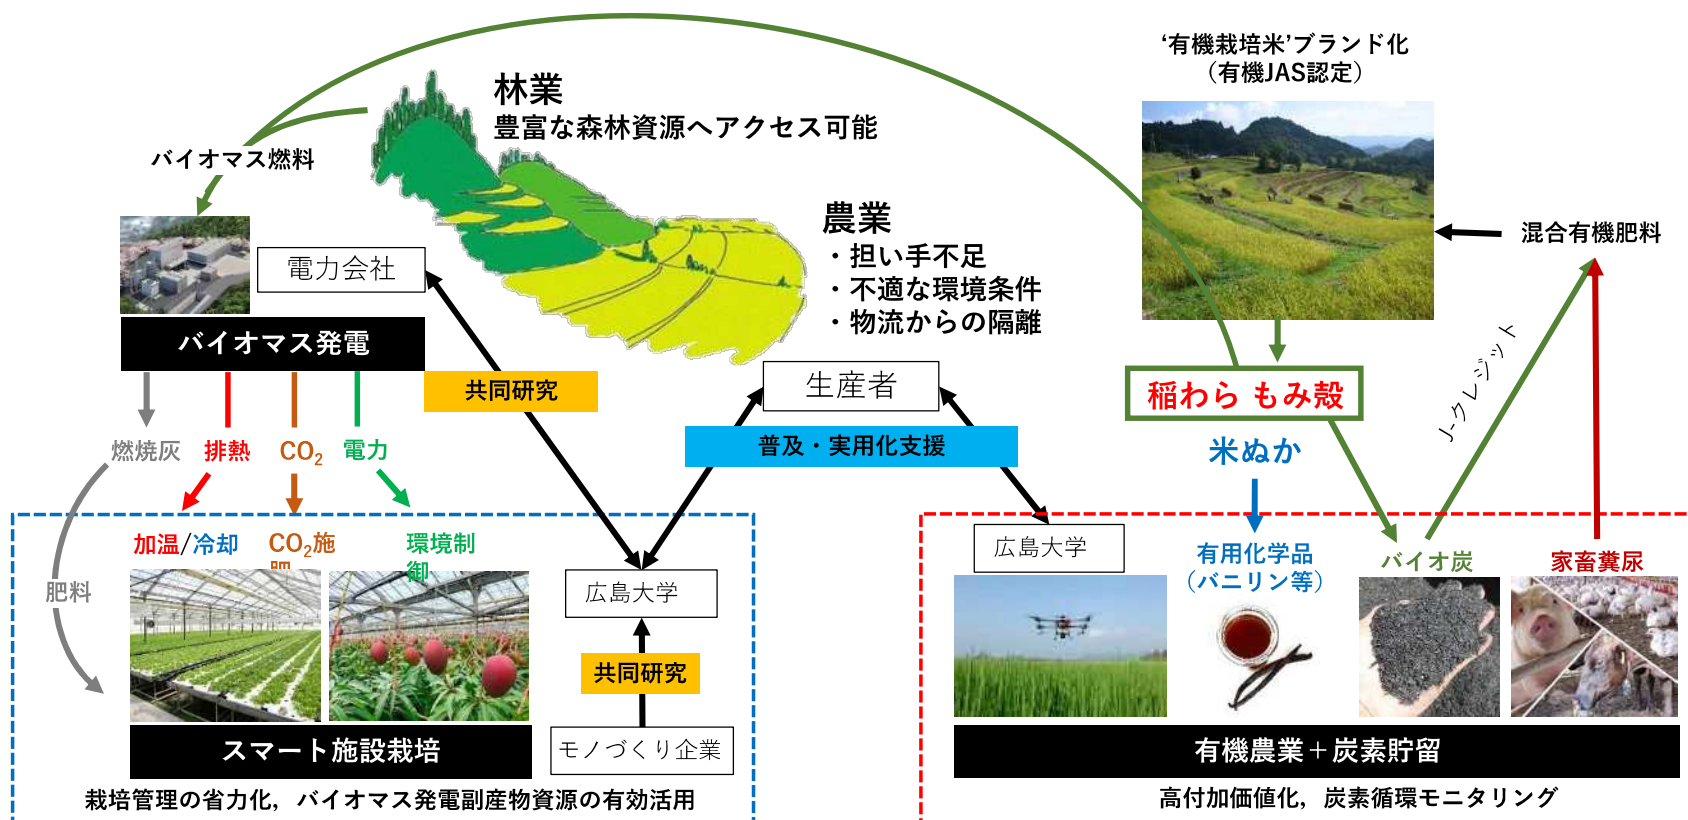 ‘有機栽培米’ブランド化
（有機JAS認定）
林業
豊富な森林資源へアクセス可能
バイオマス燃料
農業
・担い手不足
・不適な環境条件
・物流からの隔離
混合有機肥料
電力会社
バイオマス発電
共同研究
生産者
稲わら もみ殻
J-クレジット
普及・実用化支援
米ぬか
燃焼灰
排熱
CO2
電力
加温/冷却
CO2施
肥
環境制
御
肥料
広島大学
広島大学
有用化学品
（バニリン等）
バイオ炭
家畜糞尿
共同研究
モノづくり企業
スマート施設栽培
有機農業＋炭素貯留
栽培管理の省力化，バイオマス発電副産物資源の有効活用
高付加価値化，炭素循環モニタリング